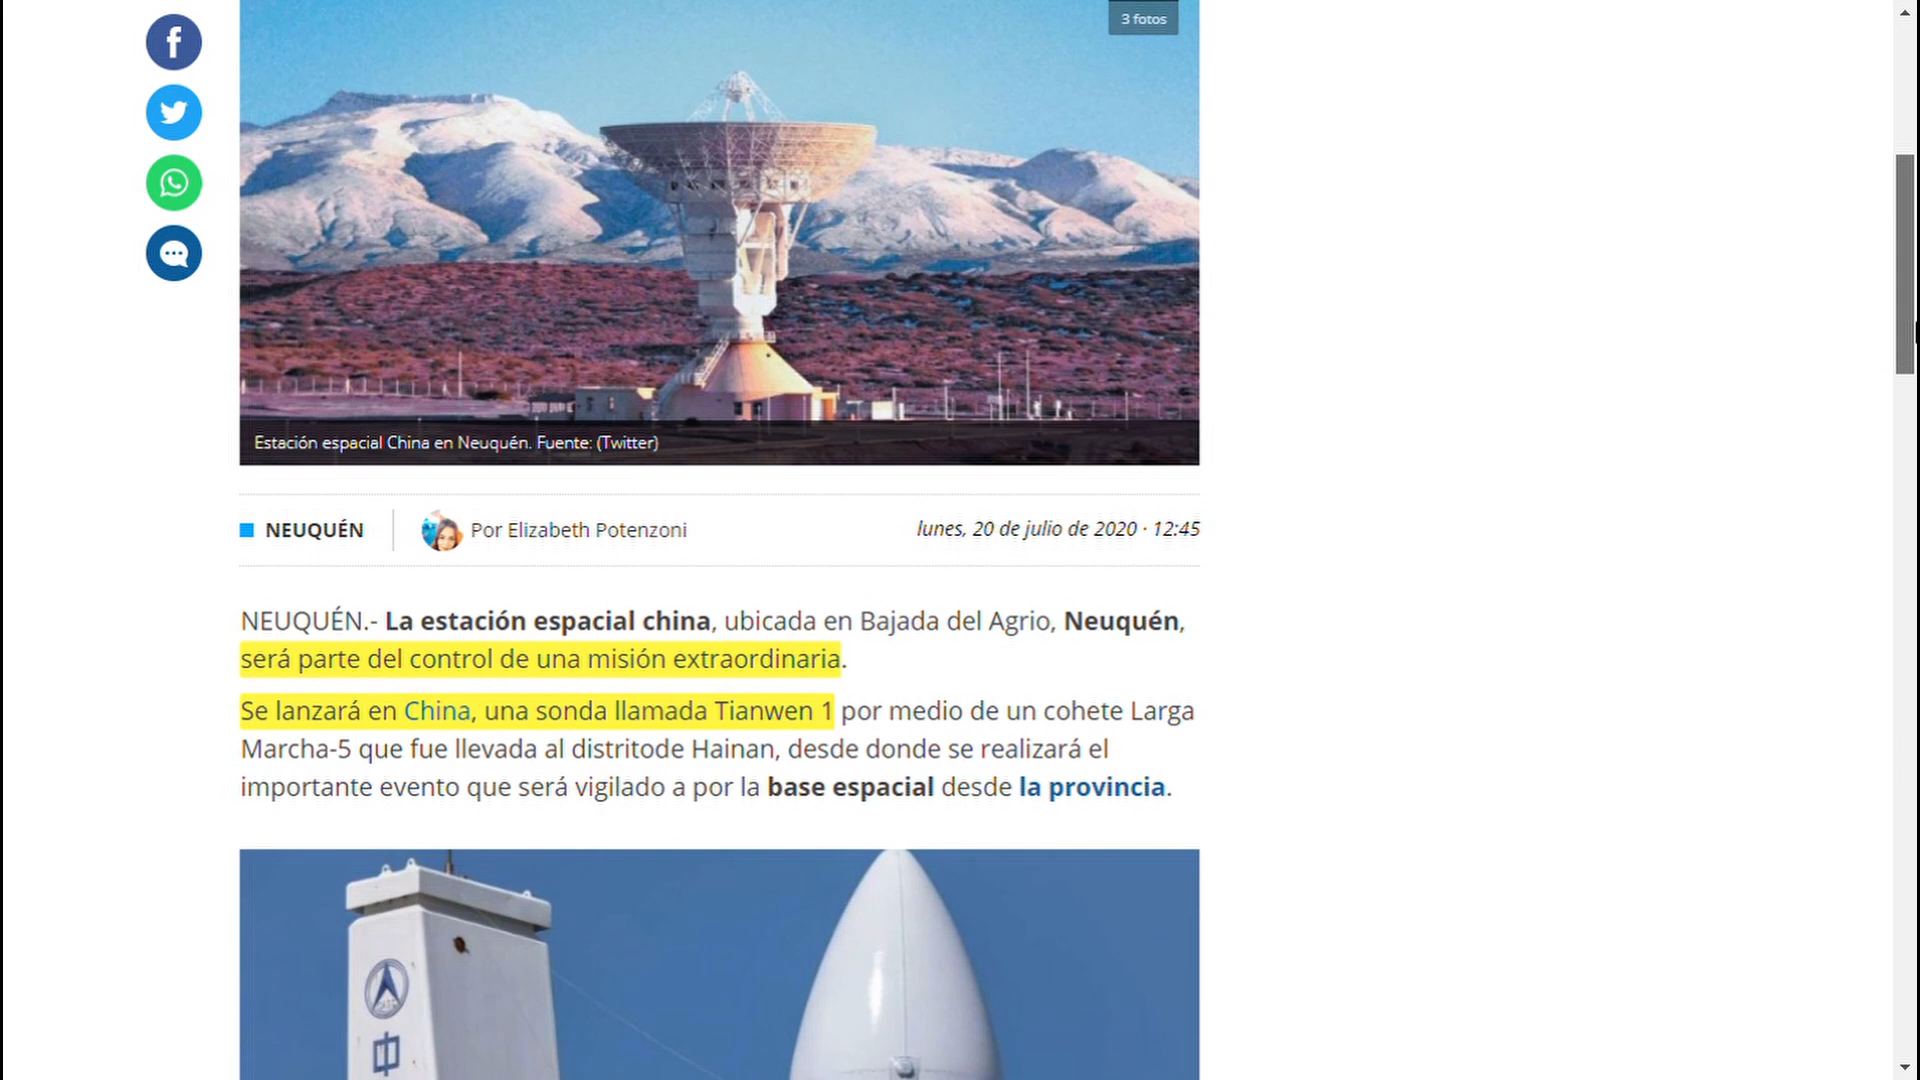 3 fotos
Estación espacial China en Neuquén. Fuente: (Twitter)
NEUQUÉN
Por Elizabeth Potenzoni
lunes, 20 de julio de 2020 · 12:45
NEUQUÉN.- La estación espacial china, ubicada en Bajada del Agrio, Neuquén,
será parte del control de una misión extraordinaria.
Se lanzará en China, una sonda llamada Tianwen 1 por medio de un cohete Larga
Marcha-5 que fue llevada al distritode Hainan, desde donde se realizará el
importante evento que será vigilado a por la base espacial desde la provincia.
中